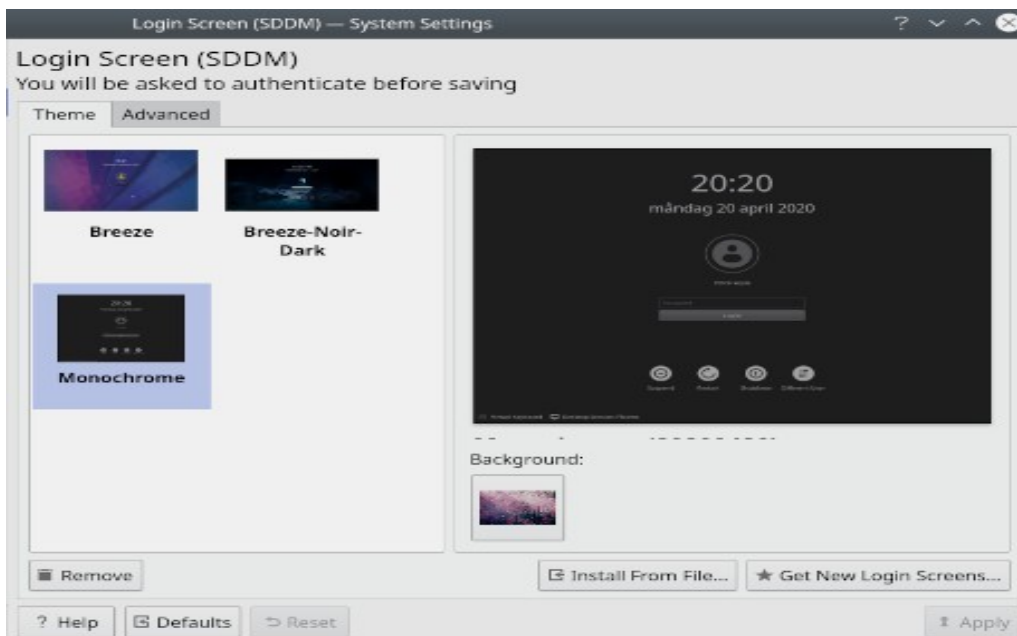 Login Screen (SDDM) — System Settings
Login Screen (SDDM)
You will be asked to authenticate before saving
Theme Advanced
Breeze
Breeze-Noir-
Dark
Monochrome
20:20
måndag 20 april 2020
Background:
Remove
Install From File...
Get New Login Screens...
? Help
Defaults
Reset
Apply